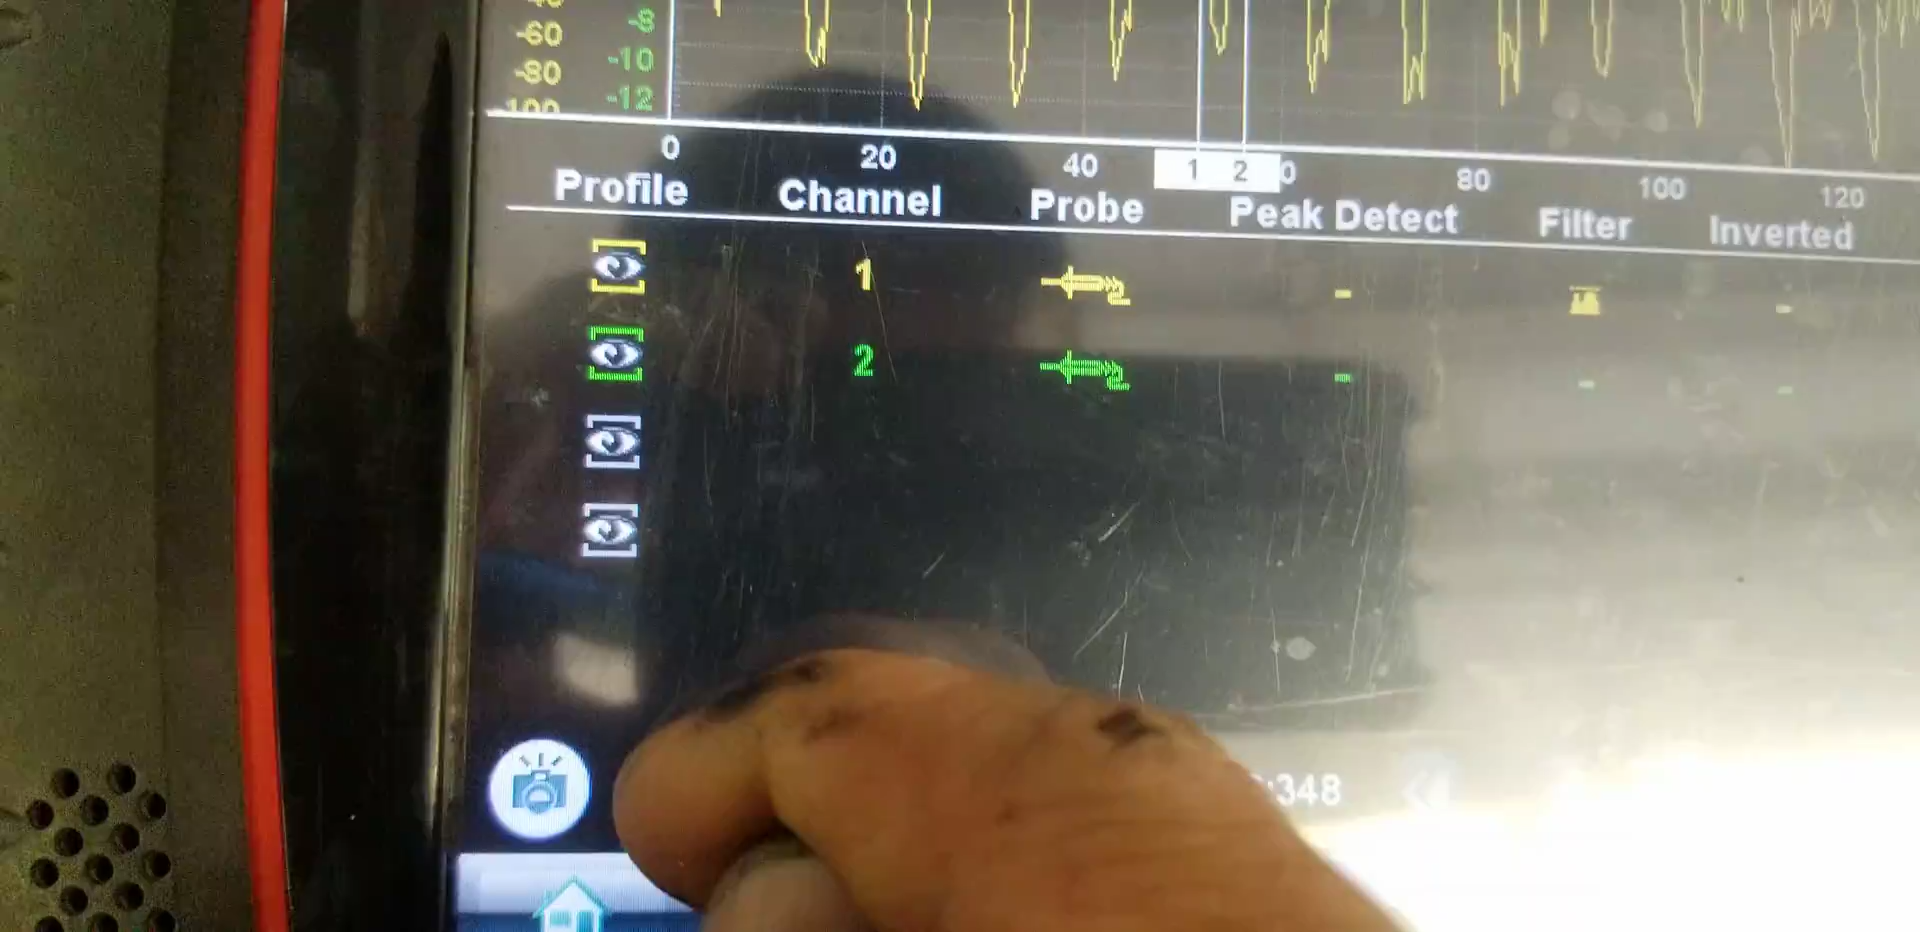 -60 -8
-80 -10
-100 -12
0 20 40 1 2 0 80 100 120
Profile Channel Probe Peak Detect Filter Inverted
1 - -
2 - - -
:348